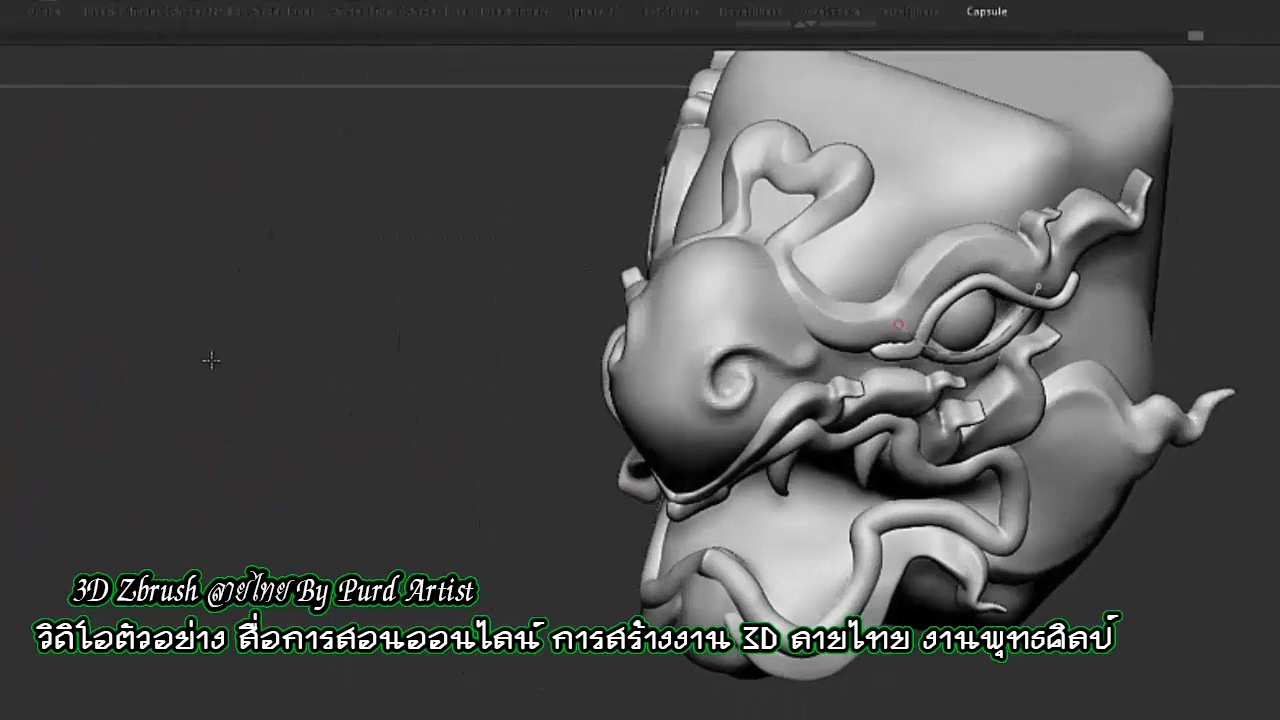 Capsule
3D Zbrush ลายไทย By Purd Artist
วิดีโอตัวอย่าง สื่อการสอนออนไลน์ การสร้างงาน 3D ลายไทย งานพุทธศิลป์